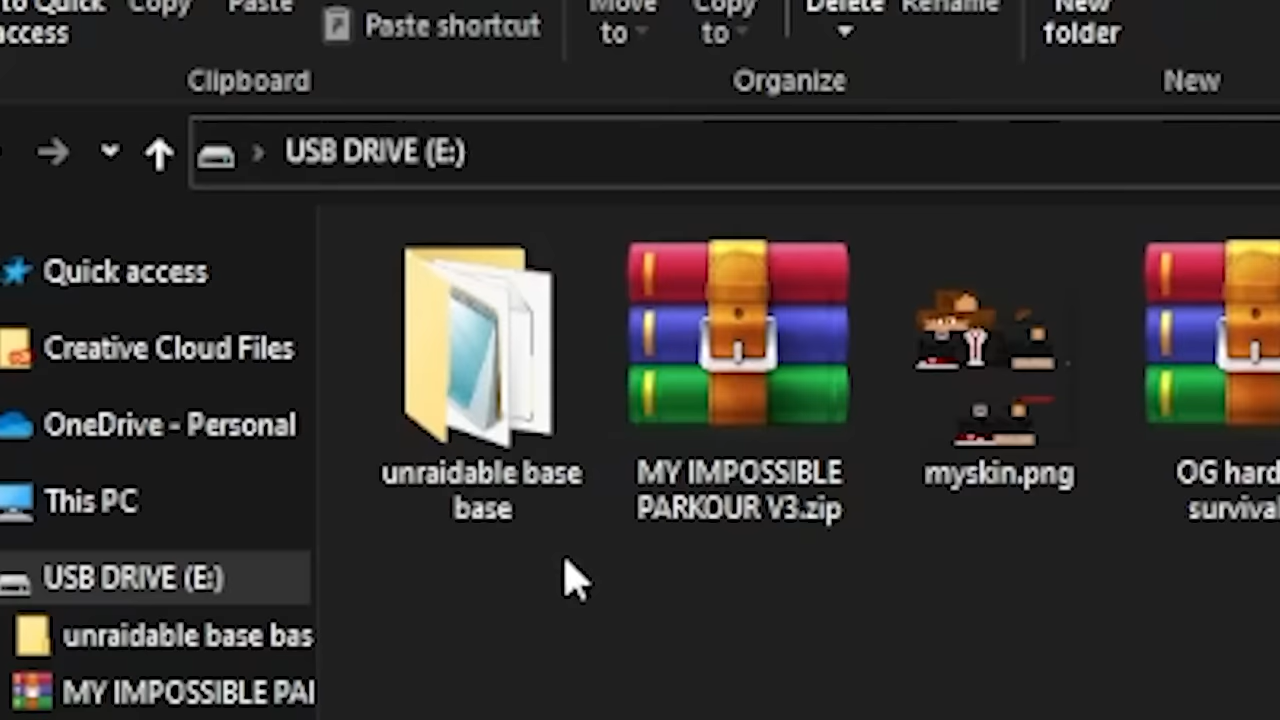 to Quick
access
Copy
Paste
Paste shortcut
Move
to
Copy
to
Delete
Rename
New
folder
Clipboard
Organize
New
USB DRIVE (E:)
Quick access
Creative Cloud Files
OneDrive - Personal
This PC
USB DRIVE (E:)
unraidable base bas
MY IMPOSSIBLE PAI
unraidable base
base
MY IMPOSSIBLE
PARKOUR V3.zip
myskin.png
OG hard
survival